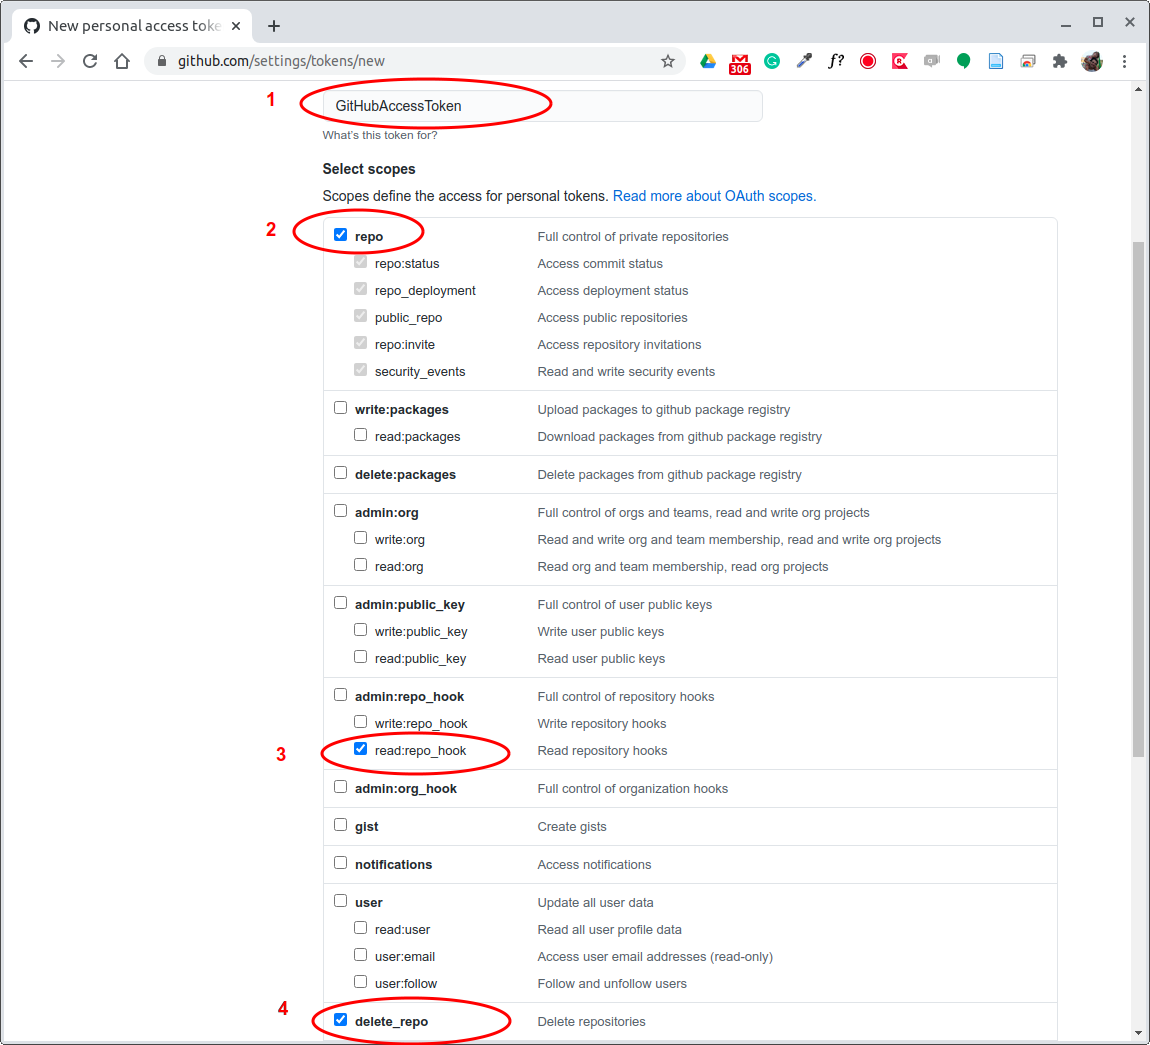 New personal access toke
github.com/settings/tokens/new
f?
306
1
GitHubAccessToken
What's this token for?
Select scopes
Scopes define the access for personal tokens. Read more about OAuth scopes.
2
repo Full control of private repositories
repo:status Access commit status
repo_deployment Access deployment status
public_repo Access public repositories
repo:invite Access repository invitations
security_events Read and write security events
write:packages Upload packages to github package registry
read:packages Download packages from github package registry
delete:packages Delete packages from github package registry
admin:org Full control of orgs and teams, read and write org projects
write:org Read and write org and team membership, read and write org projects
read:org Read org and team membership, read org projects
admin:public_key Full control of user public keys
write:public_key Write user public keys
read:public_key Read user public keys
admin:repo_hook Full control of repository hooks
write:repo_hook Write repository hooks
3 read:repo_hook Read repository hooks
admin:org_hook Full control of organization hooks
gist Create gists
notifications Access notifications
user Update all user data
read:user Read all user profile data
user:email Access user email addresses (read-only)
user:follow Follow and unfollow users
4
delete_repo Delete repositories